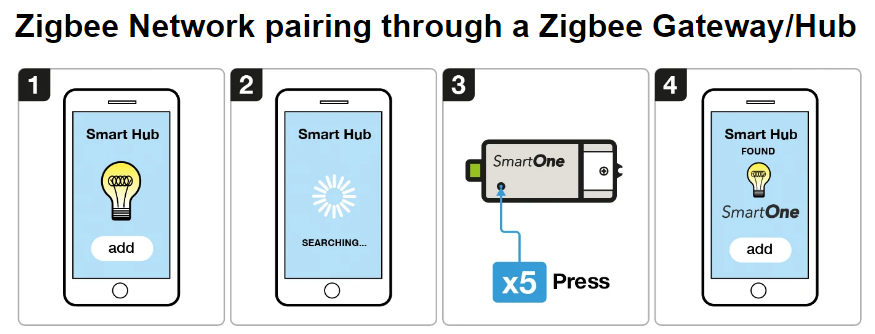 Zigbee Network pairing through a Zigbee Gateway/Hub
1
Smart Hub
add
2
Smart Hub
SEARCHING...
3
SmartOne
x5 Press
4
Smart Hub
FOUND
SmartOne
add